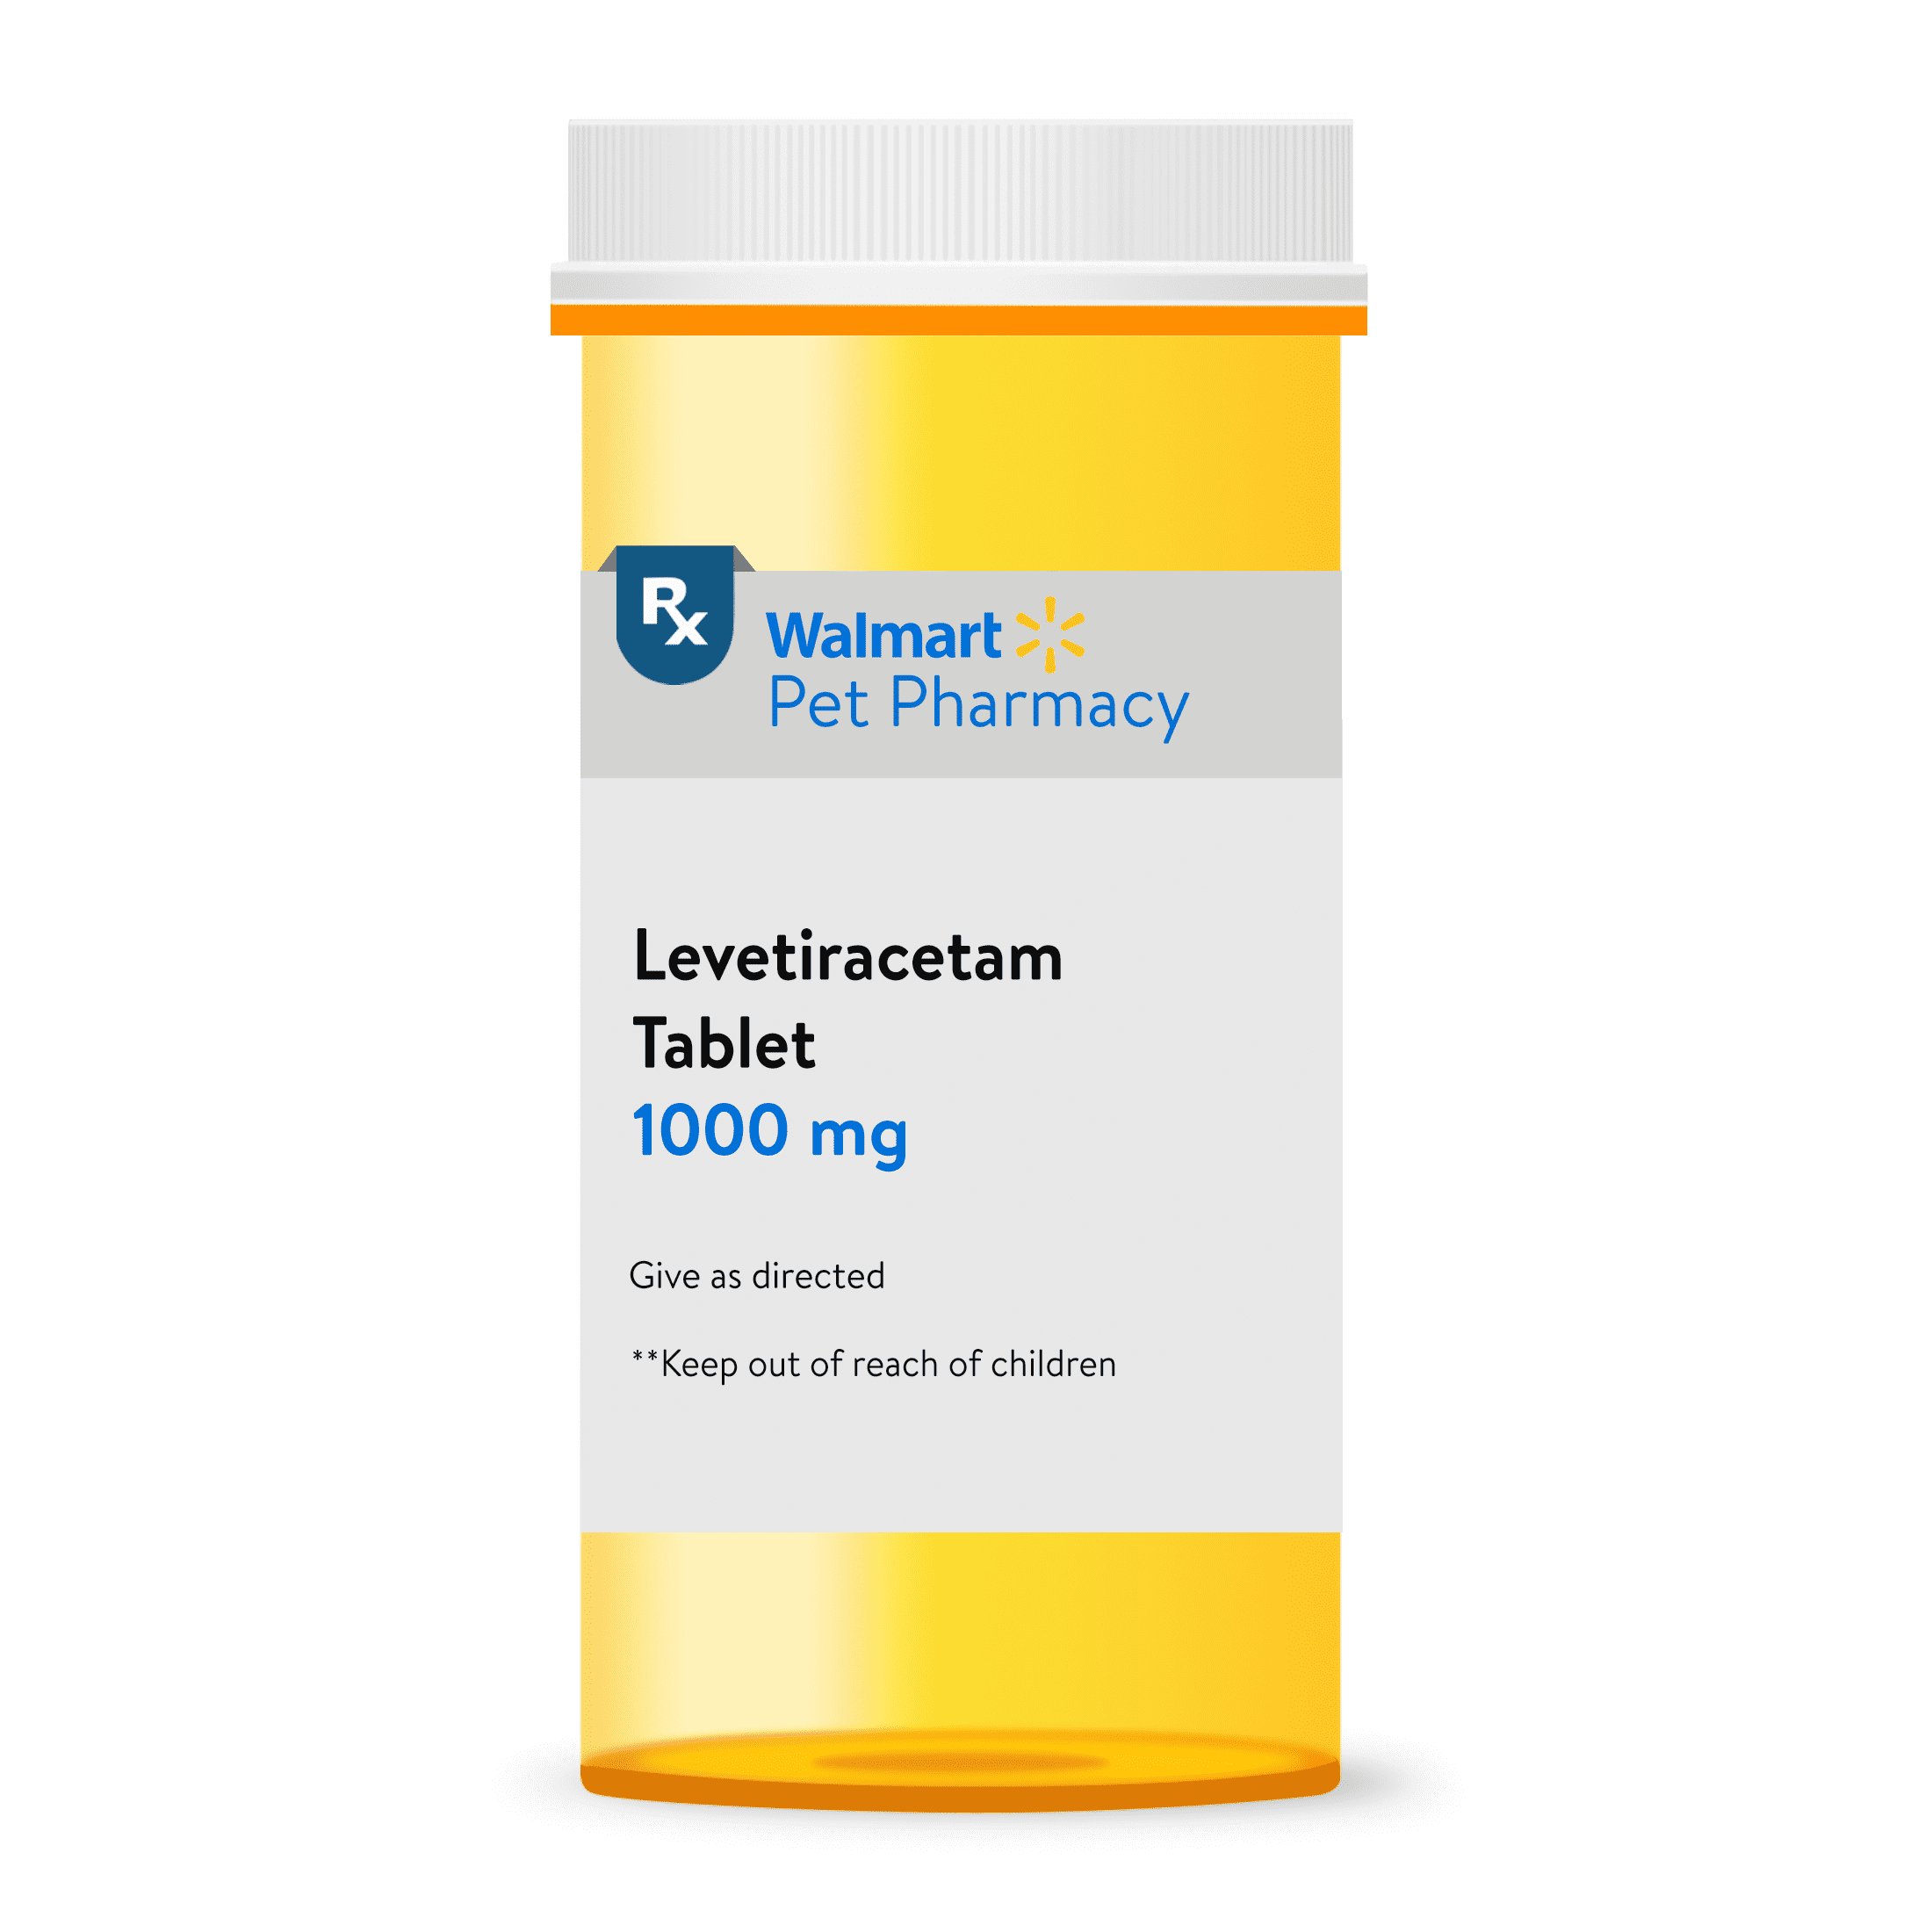 Rx
Walmart
Pet Pharmacy
Levetiracetam
Tablet
1000 mg
Give as directed
**Keep out of reach of children